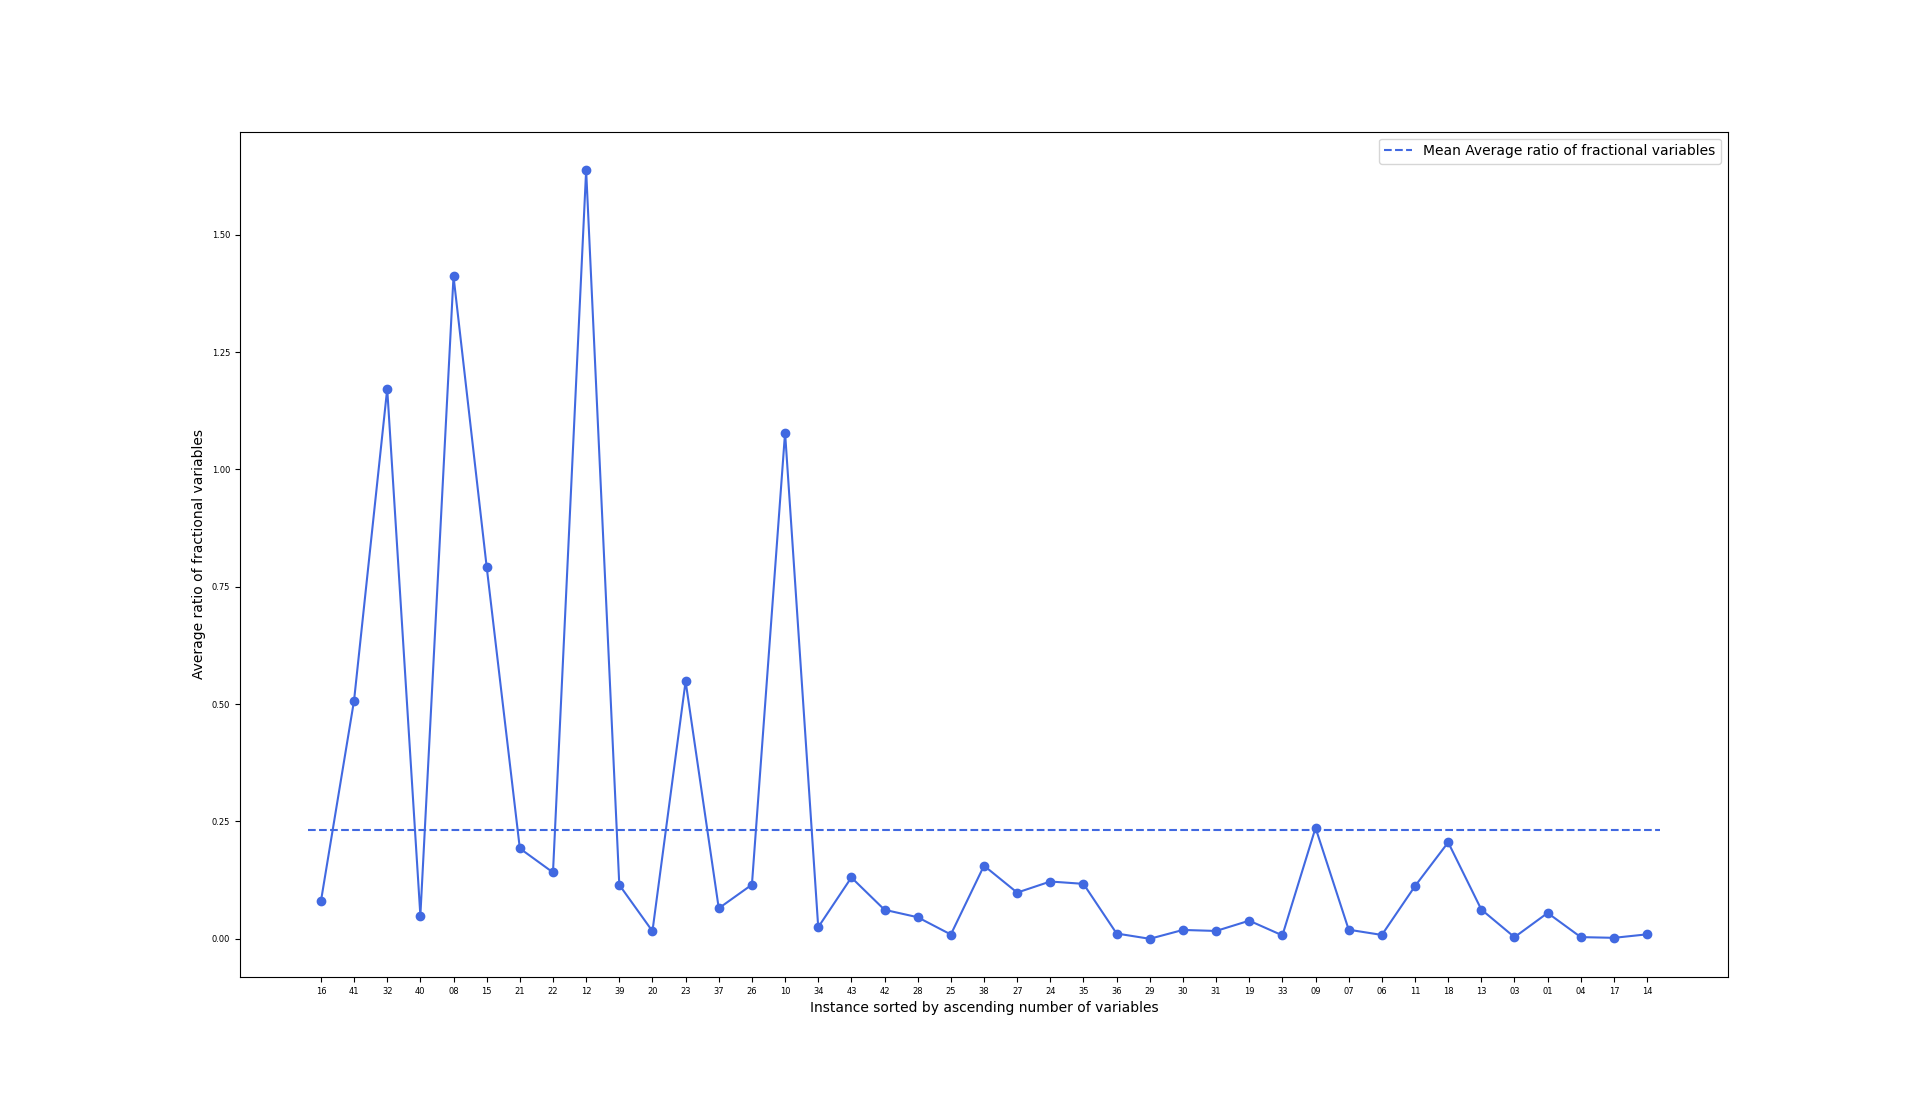 Mean Average ratio of fractional variables
1.50
1.25
1.00
0.75
0.50
0.25
0.00
Average ratio of fractional variables
16 41 32 40 08 15 21 22 12 39 20 23 37 26 10 34 43 42 28 25 38 27 24 35 36 29 30 31 19 33 09 07 06 11 18 13 03 01 04 17 14
Instance sorted by ascending number of variables